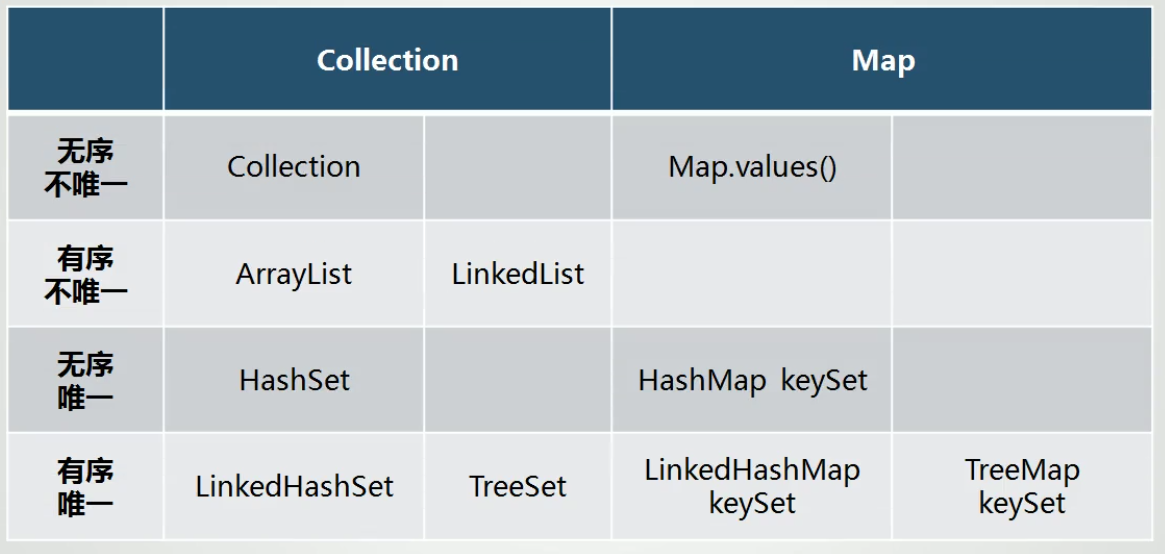 Collection Map
无序
不唯一 Collection Map.values()
有序
不唯一 ArrayList LinkedList
无序
唯一 HashSet HashMap keySet
有序
唯一 LinkedHashSet TreeSet LinkedHashMap
keySet TreeMap
keySet